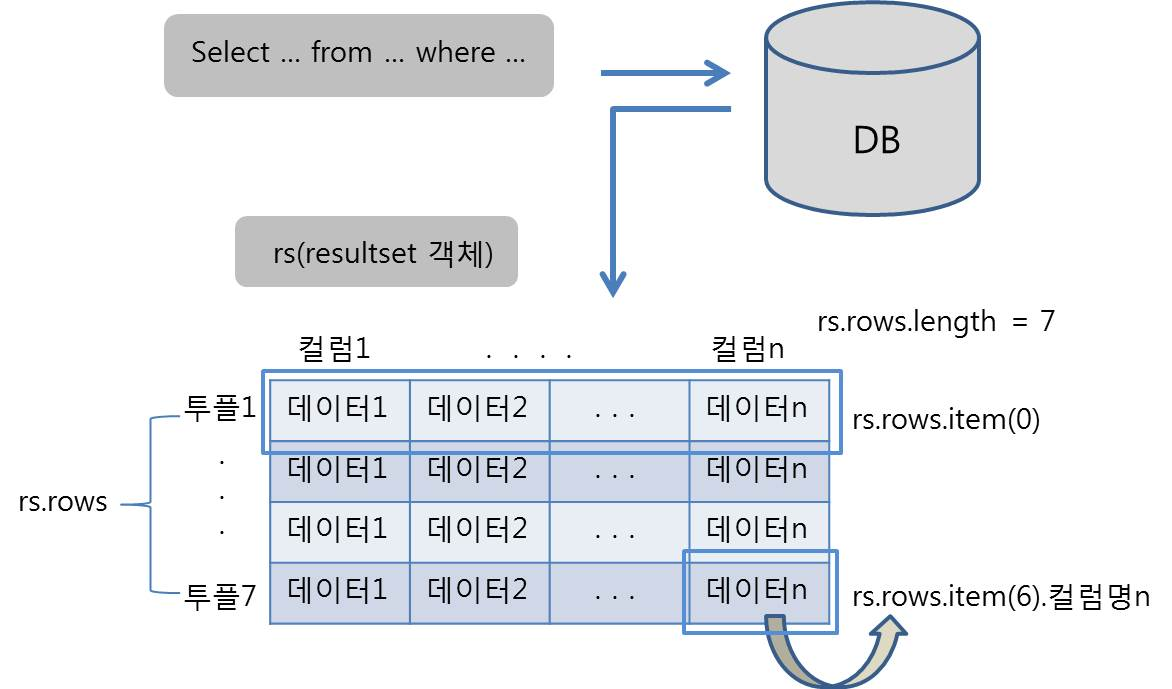 Select ... from ... where ...
DB
rs(resultset 객체)
rs.rows.length = 7
컬럼1 . . . . 컬럼n
투플1 데이터1 데이터2 ... 데이터n rs.rows.item(0)
. 데이터1 데이터2 ... 데이터n
rs.rows .
. 데이터1 데이터2 ... 데이터n
투플7 데이터1 데이터2 ... 데이터n rs.rows.item(6).컬럼명n